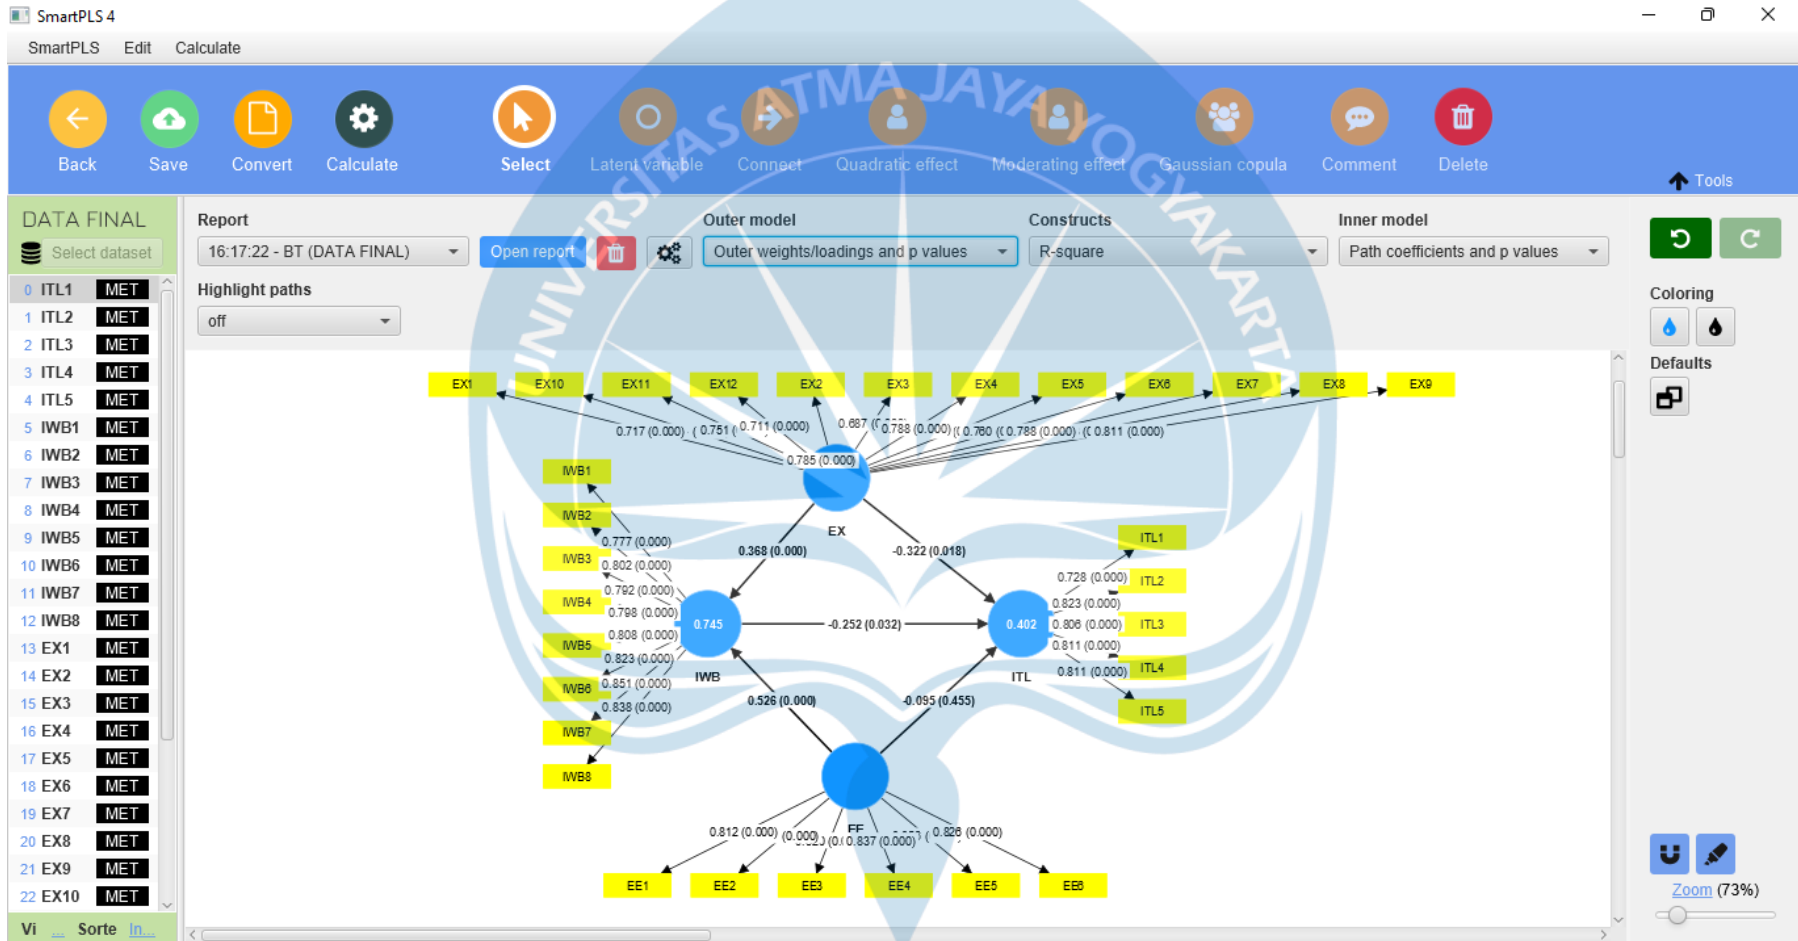 SmartPLS 4
SmartPLS Edit Calculate
UNIVERSITAS ATMA JAYA YOGYAKARTA
Back Save Convert Calculate Select Latent variable Connect Quadratic effect Moderating effect Gaussian copula Comment Delete
Tools
DATA FINAL
Select dataset
Report Outer model Constructs Inner model
16:17:22 - BT (DATA FINAL) Open report Outer weights/loadings and p values R-square Path coefficients and p values
Highlight paths
off
Coloring
Defaults
0 ITL1 MET
1 ITL2 MET
2 ITL3 MET
3 ITL4 MET
4 ITL5 MET
5 IWB1 MET
6 IWB2 MET
7 IWB3 MET
8 IWB4 MET
9 IWB5 MET
10 IWB6 MET
11 IWB7 MET
12 IWB8 MET
13 EX1 MET
14 EX2 MET
15 EX3 MET
16 EX4 MET
17 EX5 MET
18 EX6 MET
19 EX7 MET
20 EX8 MET
21 EX9 MET
22 EX10 MET
Vi ... Sorte In...
EX1 EX10 EX11 EX12 EX2 EX3 EX4 EX5 EX6 EX7 EX8 EX9
0.717 (0.000) 0.751 0.711 (0.000) 0.687 0.788 (0.000) 0.760 0.788 (0.000) 0.811 (0.000)
0.785 (0.000)
EX
IWB1
IWB2
IWB3
IWB4
IWB5
IWB6
IWB7
IWB8
0.777 (0.000)
0.802 (0.000)
0.792 (0.000)
0.798 (0.000)
0.808 (0.000)
0.823 (0.000)
0.851 (0.000)
0.838 (0.000)
0.368 (0.000) -0.322 (0.018)
0.745 -0.252 (0.032) 0.402
IWB ITL
0.526 (0.000) -0.095 (0.455)
0.728 (0.000)
0.823 (0.000)
0.806 (0.000)
0.811 (0.000)
0.811 (0.000)
ITL1
ITL2
ITL3
ITL4
ITL5
EE
0.812 (0.000) (0.000) 0.837 (0.000) 0.826 (0.000)
EE1 EE2 EE3 EE4 EE5 EE6
Zoom (73%)